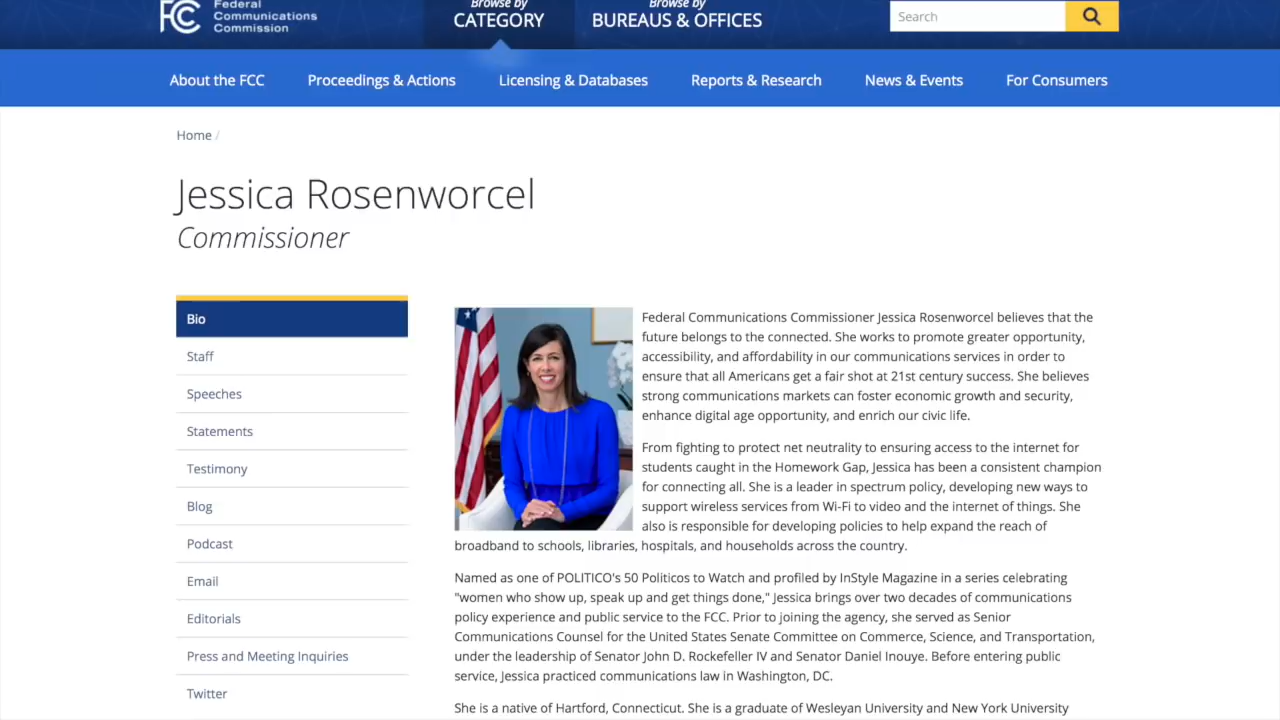 Federal
Communications
Commission
Browse by
CATEGORY
Browse by
BUREAUS & OFFICES
Search
About the FCC
Proceedings & Actions
Licensing & Databases
Reports & Research
News & Events
For Consumers
Home /
Jessica Rosenworcel
Commissioner
Bio
Staff
Speeches
Statements
Testimony
Blog
Podcast
Email
Editorials
Press and Meeting Inquiries
Twitter
Federal Communications Commissioner Jessica Rosenworcel believes that the
future belongs to the connected. She works to promote greater opportunity,
accessibility, and affordability in our communications services in order to
ensure that all Americans get a fair shot at 21st century success. She believes
strong communications markets can foster economic growth and security,
enhance digital age opportunity, and enrich our civic life.
From fighting to protect net neutrality to ensuring access to the internet for
students caught in the Homework Gap, Jessica has been a consistent champion
for connecting all. She is a leader in spectrum policy, developing new ways to
support wireless services from Wi-Fi to video and the internet of things. She
also is responsible for developing policies to help expand the reach of
broadband to schools, libraries, hospitals, and households across the country.
Named as one of POLITICO's 50 Politicos to Watch and profiled by InStyle Magazine in a series celebrating
"women who show up, speak up and get things done," Jessica brings over two decades of communications
policy experience and public service to the FCC. Prior to joining the agency, she served as Senior
Communications Counsel for the United States Senate Committee on Commerce, Science, and Transportation,
under the leadership of Senator John D. Rockefeller IV and Senator Daniel Inouye. Before entering public
service, Jessica practiced communications law in Washington, DC.
She is a native of Hartford, Connecticut. She is a graduate of Wesleyan University and New York University